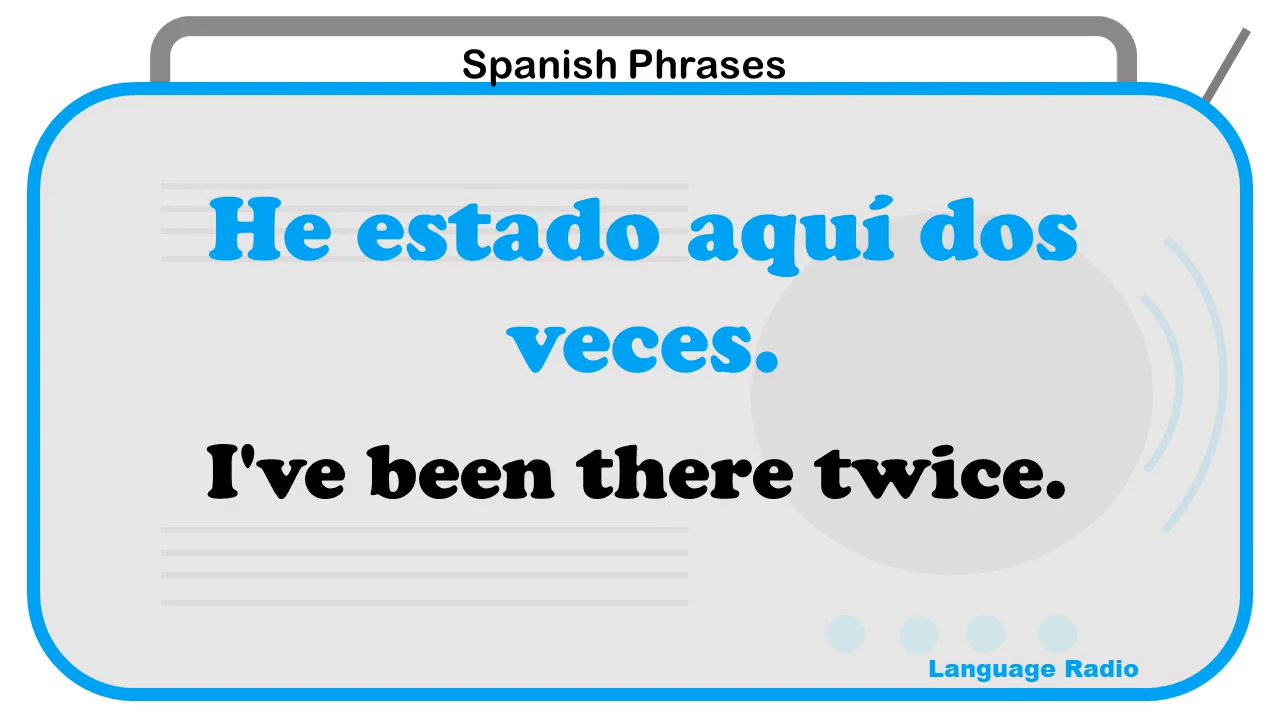 Spanish Phrases
He estado aquí dos
veces.
I've been there twice.
Language Radio